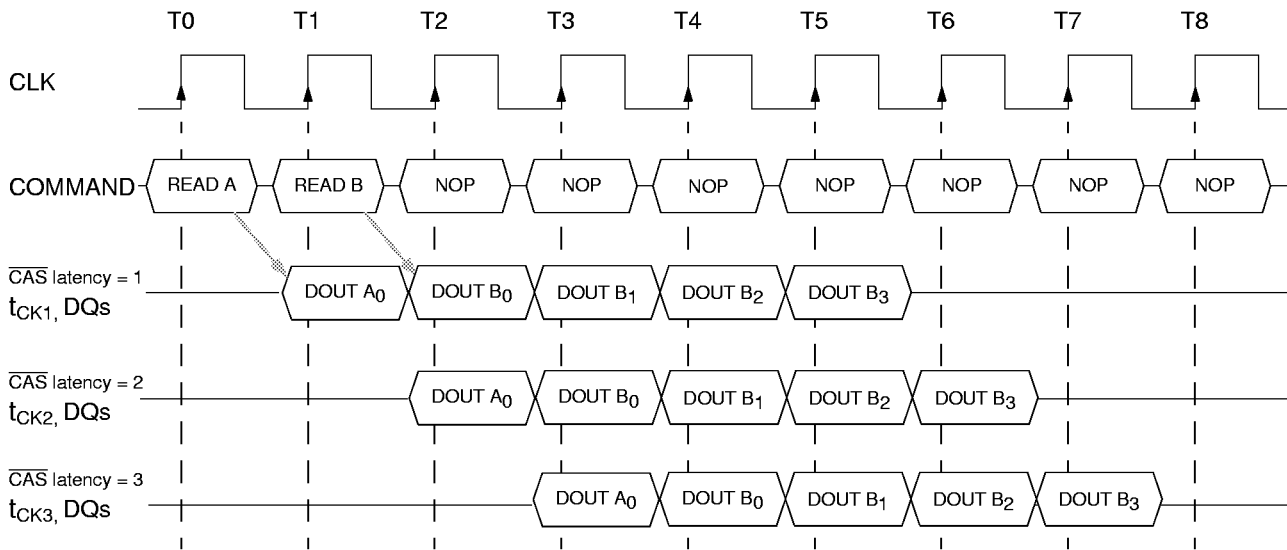 T0 T1 T2 T3 T4 T5 T6 T7 T8
CLK
COMMAND READ A READ B NOP NOP NOP NOP NOP NOP NOP
CAS latency = 1
tCK1, DQs DOUT A0 DOUT B0 DOUT B1 DOUT B2 DOUT B3
CAS latency = 2
tCK2, DQs DOUT A0 DOUT B0 DOUT B1 DOUT B2 DOUT B3
CAS latency = 3
tCK3, DQs DOUT A0 DOUT B0 DOUT B1 DOUT B2 DOUT B3